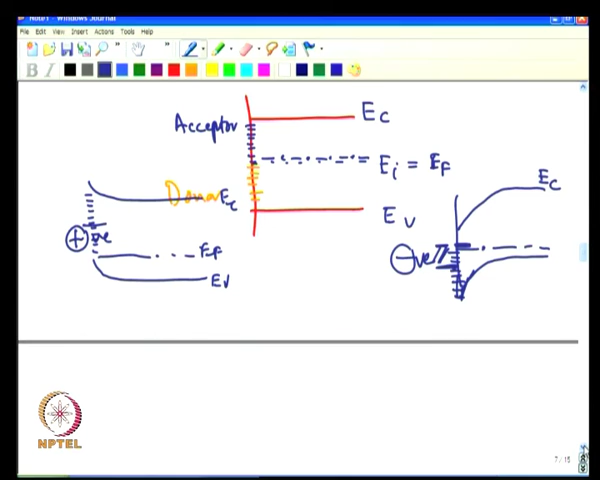 Note1 - Windows Journal
File Edit View Insert Actions Tools Help
B I
Acceptor
Ec
Ei = EF
Donor
Ec
Ev
+ve
EF
Ev
Ec
-ve
NPTEL
7 / 15